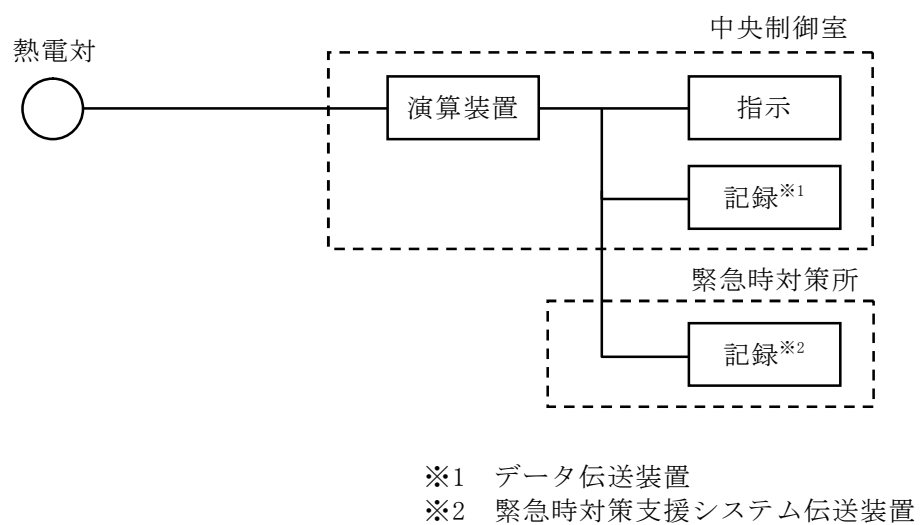 中央制御室
熱電対
演算装置
指示
記録※1
緊急時対策所
記録※2
※1　データ伝送装置
※2　緊急時対策支援システム伝送装置